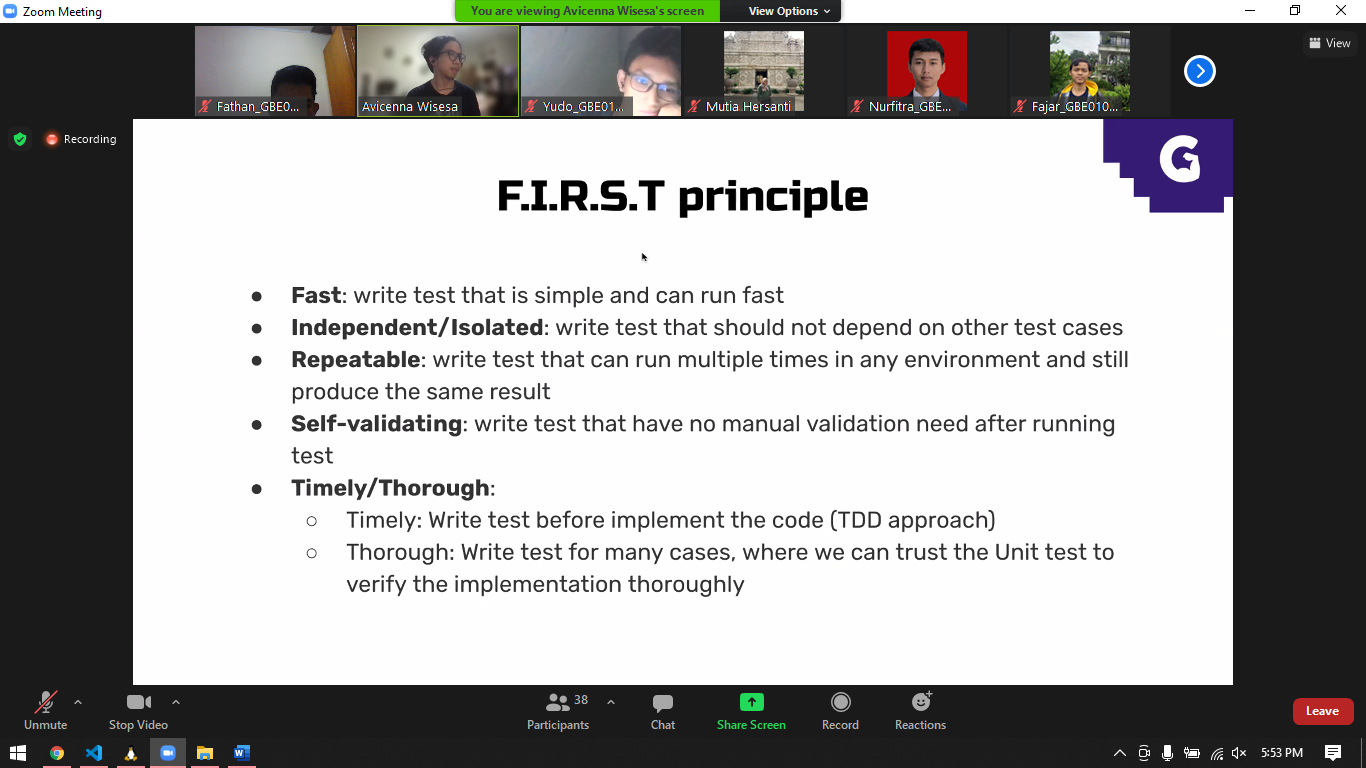 Zoom Meeting
You are viewing Avicenna Wisesa's screen
View Options
Fathan_GBE0...
Avicenna Wisesa
Yudo_GBE01...
Mutia Hersanti
Nurfitra_GBE...
Fajar_GBE010...
View
Recording
G
F.I.R.S.T principle
● Fast: write test that is simple and can run fast
● Independent/Isolated: write test that should not depend on other test cases
● Repeatable: write test that can run multiple times in any environment and still
produce the same result
● Self-validating: write test that have no manual validation need after running
test
● Timely/Thorough:
○ Timely: Write test before implement the code (TDD approach)
○ Thorough: Write test for many cases, where we can trust the Unit test to
verify the implementation thoroughly
Unmute
Stop Video
38
Participants
Chat
Share Screen
Record
Reactions
Leave
5:53 PM